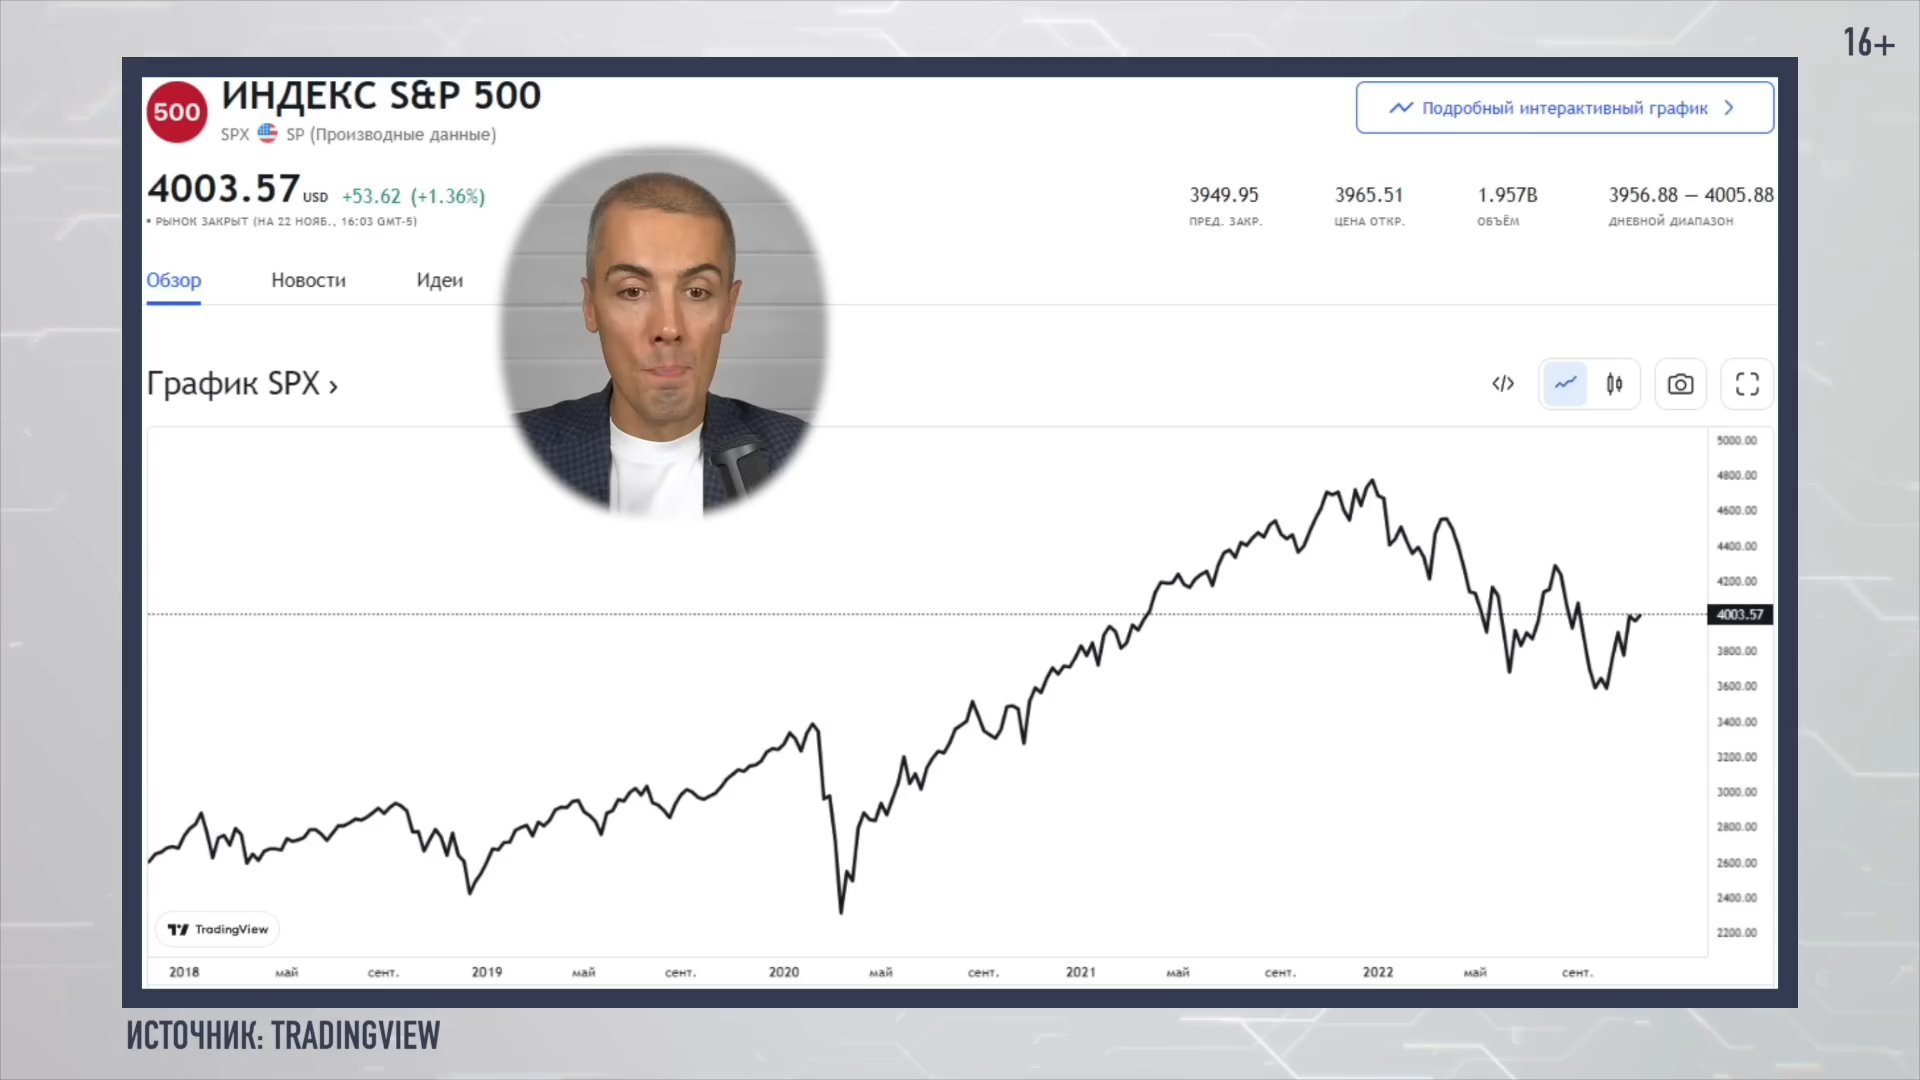 16+
500
ИНДЕКС S&P 500
SPX SP (Производные данные)
Подробный интерактивный график
4003.57 USD +53.62 (+1.36%)
• РЫНОК ЗАКРЫТ (НА 22 НОЯБ., 16:03 GMT-5)
3949.95 3965.51 1.957B 3956.88 — 4005.88
ПРЕД. ЗАКР. ЦЕНА ОТКР. ОБЪЁМ ДНЕВНОЙ ДИАПАЗОН
Обзор Новости Идеи
График SPX ›
5000.00
4800.00
4600.00
4400.00
4200.00
4003.57
3800.00
3600.00
3400.00
3200.00
3000.00
2800.00
2600.00
2400.00
2200.00
TradingView
2018 май сент. 2019 май сент. 2020 май сент. 2021 май сент. 2022 май сент.
ИСТОЧНИК: TRADINGVIEW